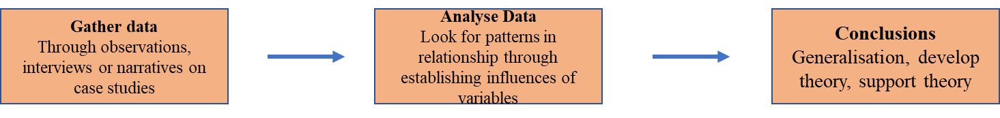 Gather data
Through observations,
interviews or narratives on
case studies
Analyse Data
Look for patterns in
relationship through
establishing influences of
variables
Conclusions
Generalisation, develop
theory, support theory